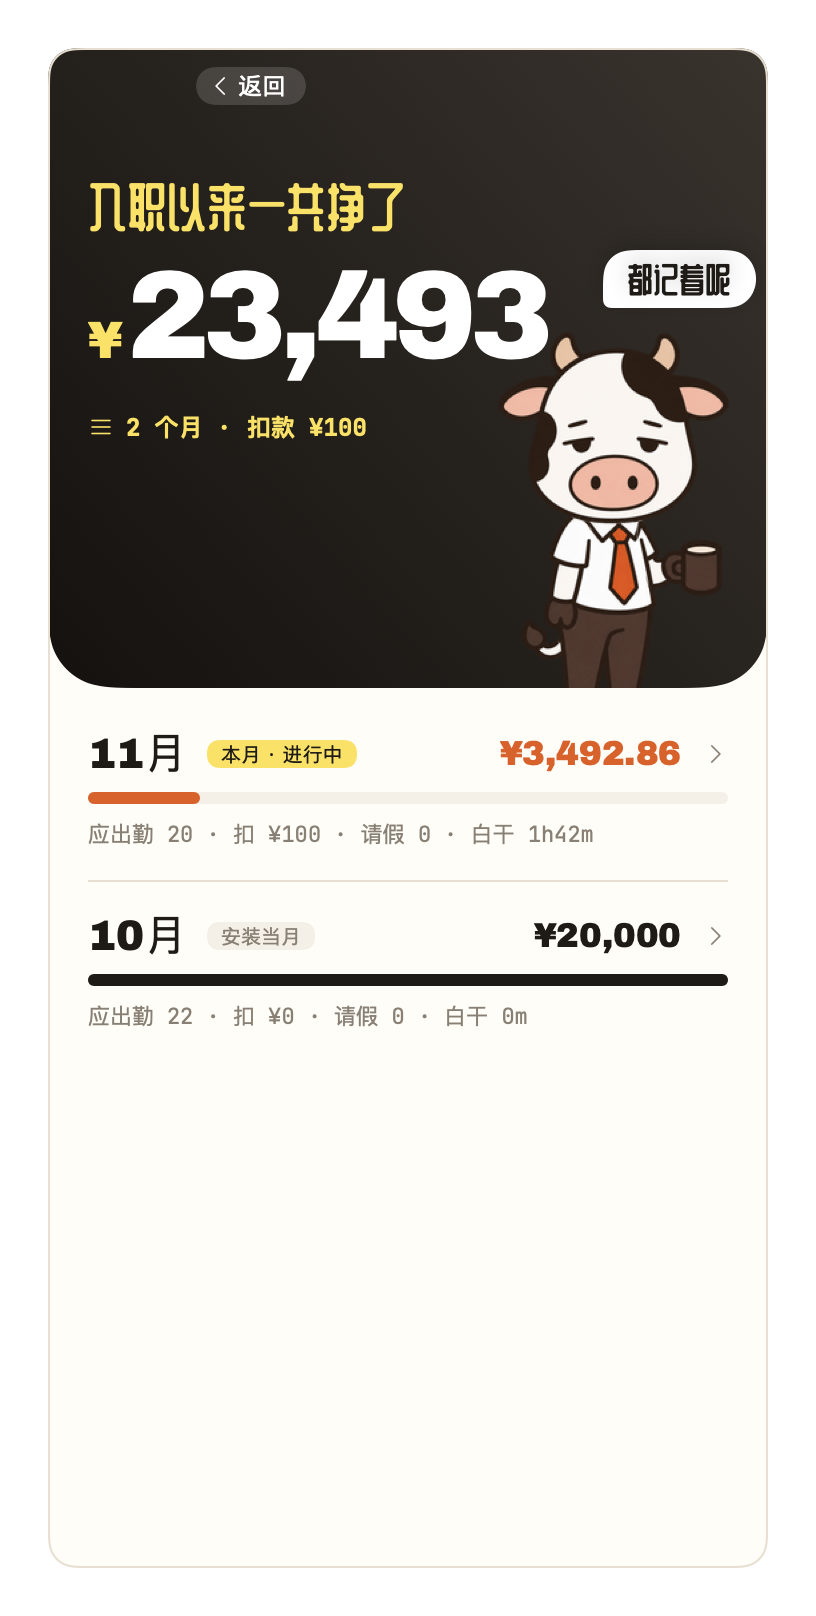 返回
入职以来一共挣了
都记着呢
¥23,493
2 个月 · 扣款 ¥100
11月 本月 · 进行中 ¥3,492.86
应出勤 20 · 扣 ¥100 · 请假 0 · 白干 1h42m
10月 安装当月 ¥20,000
应出勤 22 · 扣 ¥0 · 请假 0 · 白干 0m